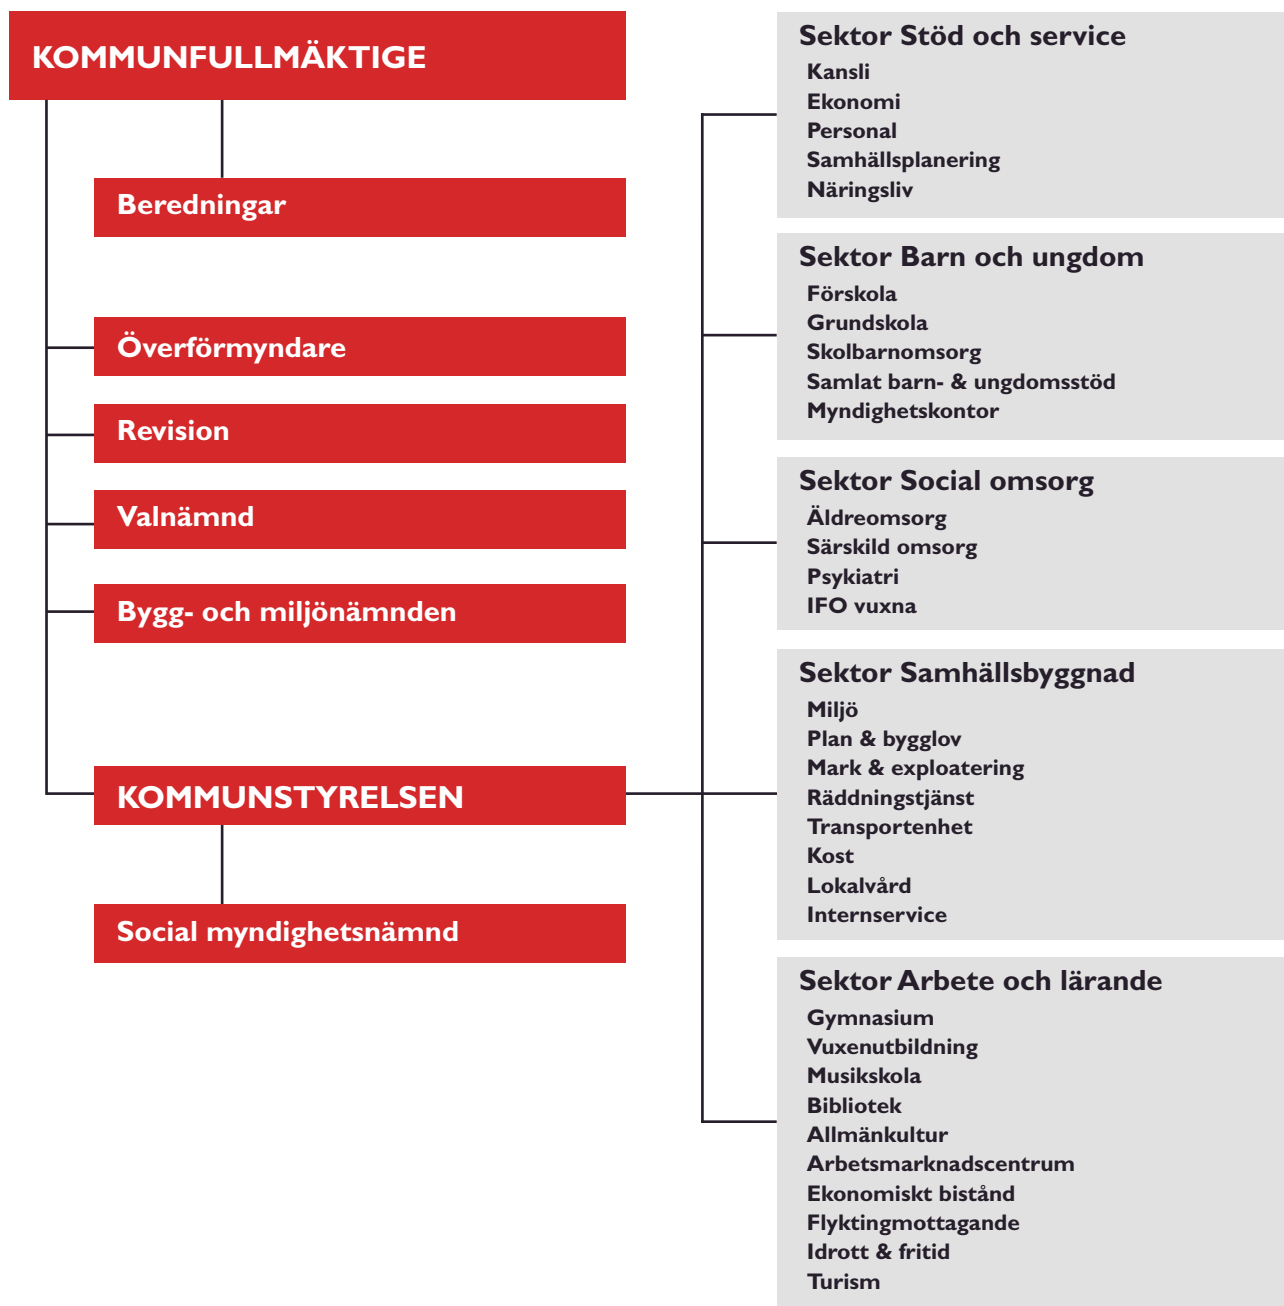 KOMMUNFULLMÄKTIGE
Beredningar
Överförmyndare
Revision
Valnämnd
Bygg- och miljönämnden
KOMMUNSTYRELSEN
Social myndighetsnämnd
Sektor Stöd och service
Kansli
Ekonomi
Personal
Samhällsplanering
Näringsliv
Sektor Barn och ungdom
Förskola
Grundskola
Skolbarnomsorg
Samlat barn- & ungdomsstöd
Myndighetskontor
Sektor Social omsorg
Äldreomsorg
Särskild omsorg
Psykiatri
IFO vuxna
Sektor Samhällsbyggnad
Miljö
Plan & bygglov
Mark & exploatering
Räddningstjänst
Transportenhet
Kost
Lokalvård
Internservice
Sektor Arbete och lärande
Gymnasium
Vuxenutbildning
Musikskola
Bibliotek
Allmänkultur
Arbetsmarknadscentrum
Ekonomiskt bistånd
Flyktingmottagande
Idrott & fritid
Turism